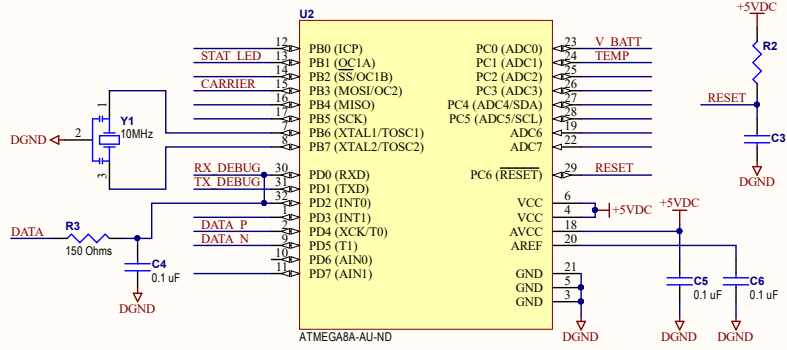 U2
+5VDC
12 PB0 (ICP) PC0 (ADC0) 23 V_BATT
STAT_LED 13 PB1 (OC1A) PC1 (ADC1) 24 TEMP
R2
14 PB2 (SS/OC1B) PC2 (ADC2) 25
CARRIER 15 PB3 (MOSI/OC2) PC3 (ADC3) 26
16 PB4 (MISO) PC4 (ADC4/SDA) 27
RESET
1 Y1 17 PB5 (SCK) PC5 (ADC5/SCL) 28
DGND 2 10MHz 7 PB6 (XTAL1/TOSC1) ADC6 19
C3
3 8 PB7 (XTAL2/TOSC2) ADC7 22
RX_DEBUG 30 PD0 (RXD) PC6 (RESET) 29 RESET
DGND
TX_DEBUG 31 PD1 (TXD)
32 PD2 (INT0) VCC 6
+5VDC +5VDC
1 PD3 (INT1) VCC 4
DATA R3 DATA_P 2 PD4 (XCK/T0) AVCC 18
150 Ohms DATA_N 9 PD5 (T1) AREF 20
10 PD6 (AIN0)
C4 11 PD7 (AIN1) GND 21
0.1 uF GND 5 C5 C6
GND 3 0.1 uF 0.1 uF
DGND
DGND DGND DGND
ATMEGA8A-AU-ND